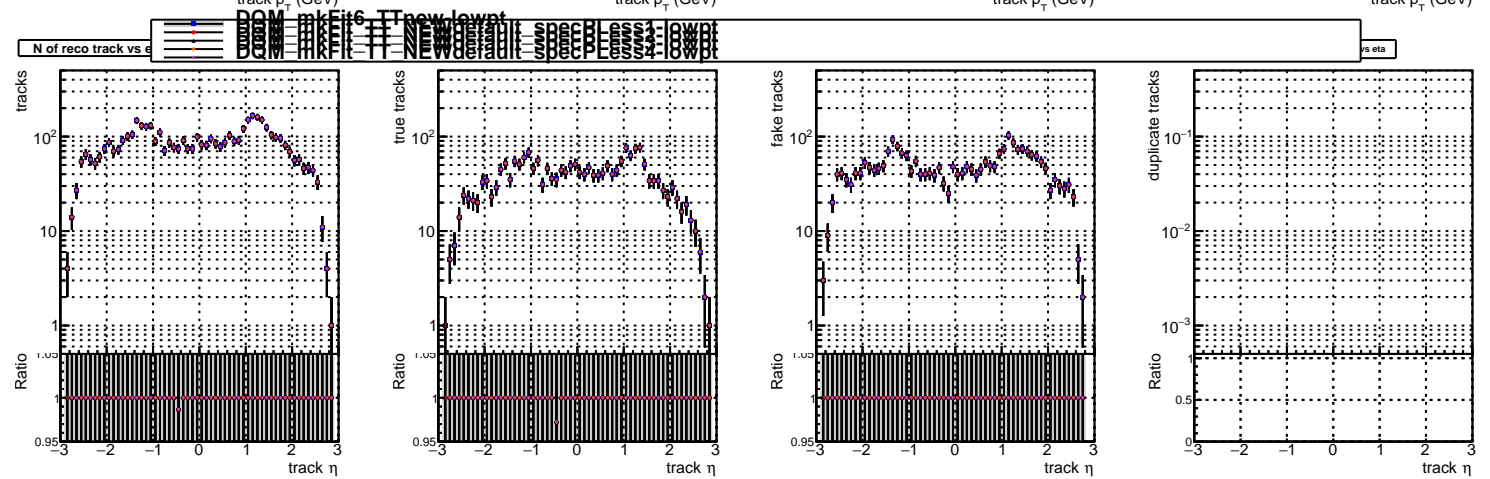 track p_T (GeV)
track p_T (GeV)
track p_T (GeV)
track p_T (GeV)
DQM_mkFit6_TTnew-lowpt
DQM_mkFit_TT_NEWdefault_specPLess1-lowpt
DQM_mkFit_TT_NEWdefault_specPLess4-lowpt
N of reco track vs e
vs eta
tracks
10²
10
1
Ratio
1.05
1
0.95
−3 −2 −1 0 1 2 3
track η
true tracks
10²
10
1
Ratio
1.05
1
0.95
−3 −2 −1 0 1 2 3
track η
fake tracks
10²
10
1
Ratio
1.05
1
0.95
−3 −2 −1 0 1 2 3
track η
duplicate tracks
10⁻¹
10⁻²
10⁻³
Ratio
1
0.5
0
−3 −2 −1 0 1 2 3
track η